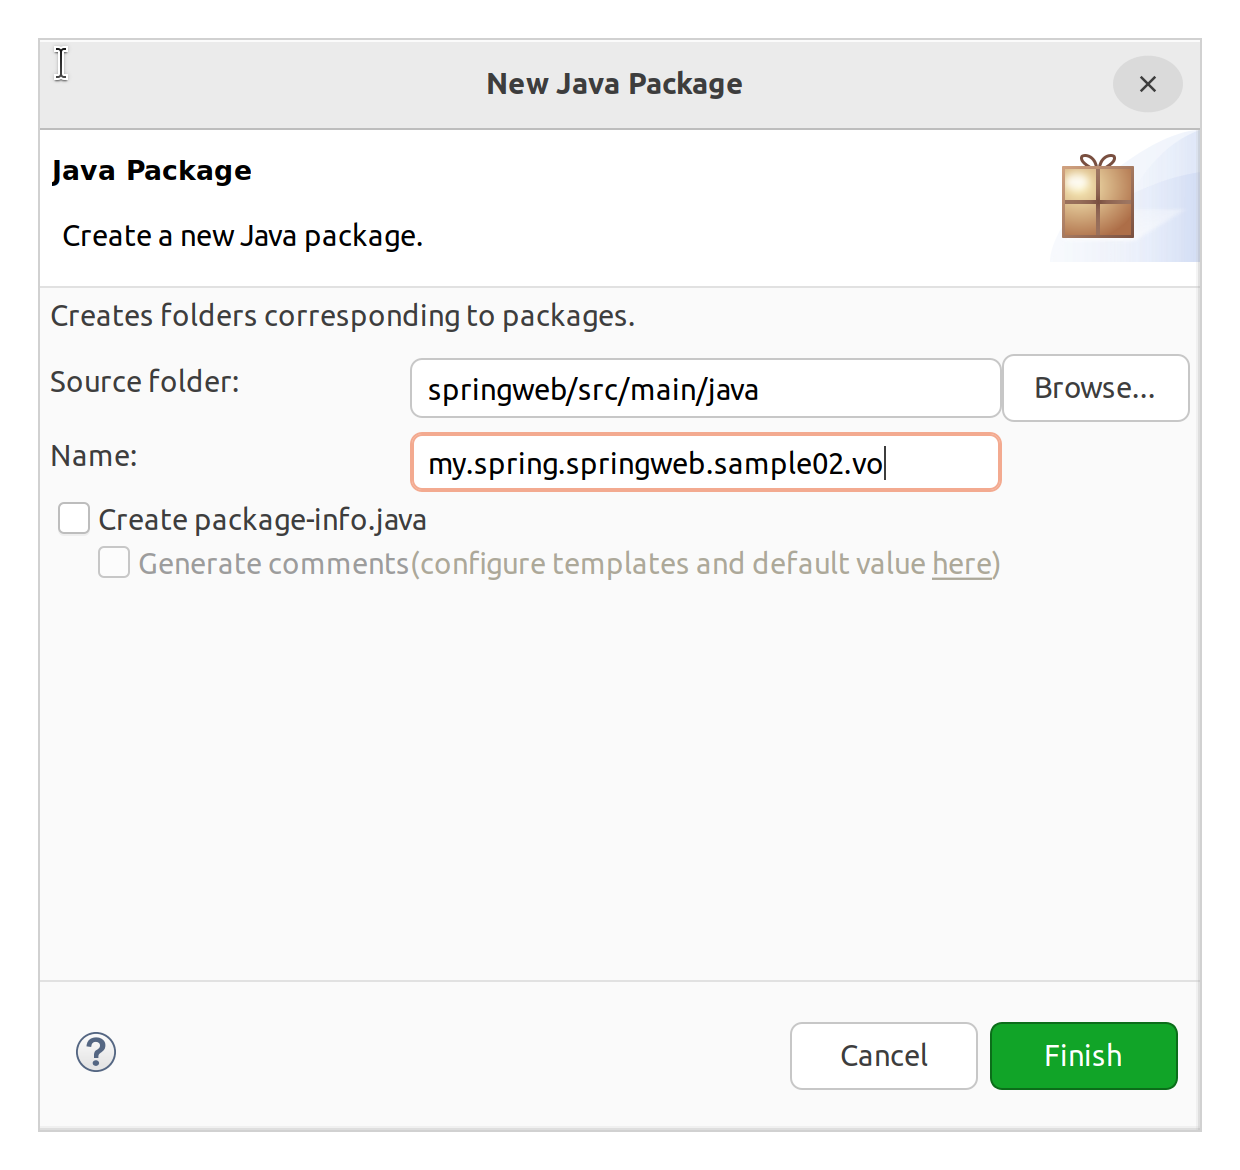 New Java Package
Java Package
Create a new Java package.
Creates folders corresponding to packages.
Source folder: springweb/src/main/java Browse...
Name: my.spring.springweb.sample02.vo
Create package-info.java
Generate comments(configure templates and default value here)
Cancel Finish